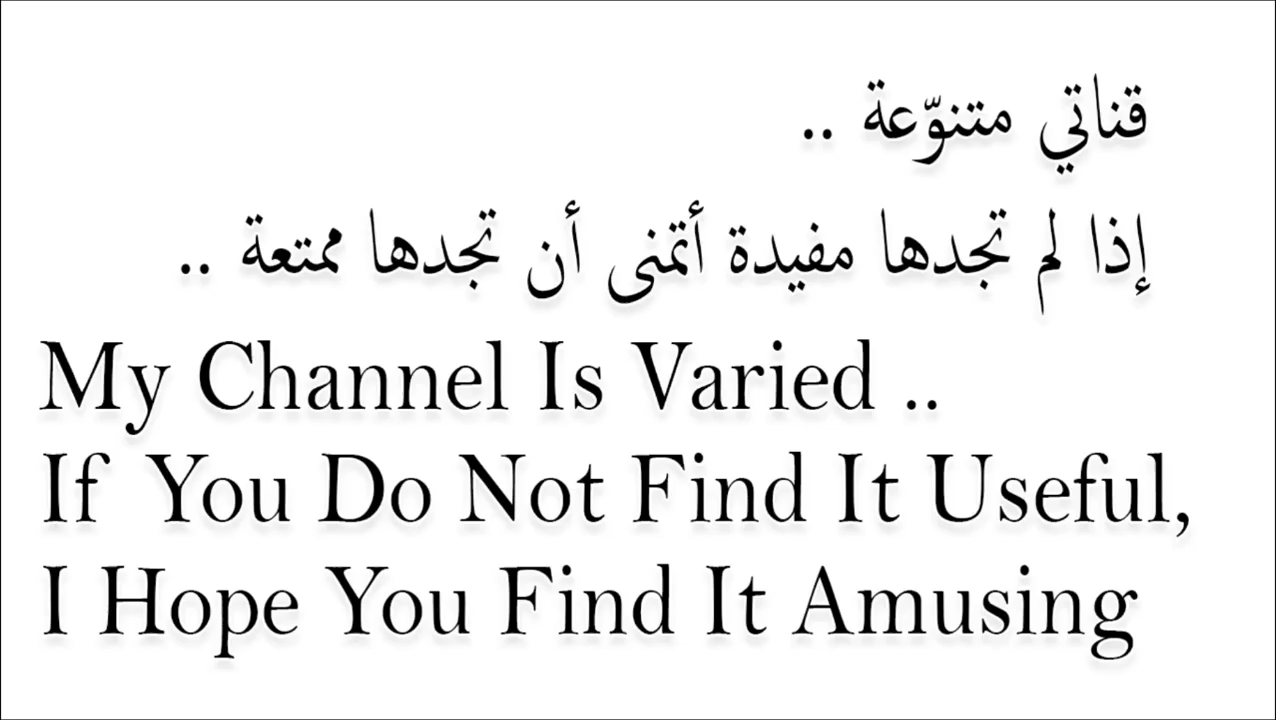 قناتي متنوّعة ..
إذا لم تجدها مفيدة أتمنى أن تجدها ممتعة ..
My Channel Is Varied ..
If You Do Not Find It Useful,
I Hope You Find It Amusing